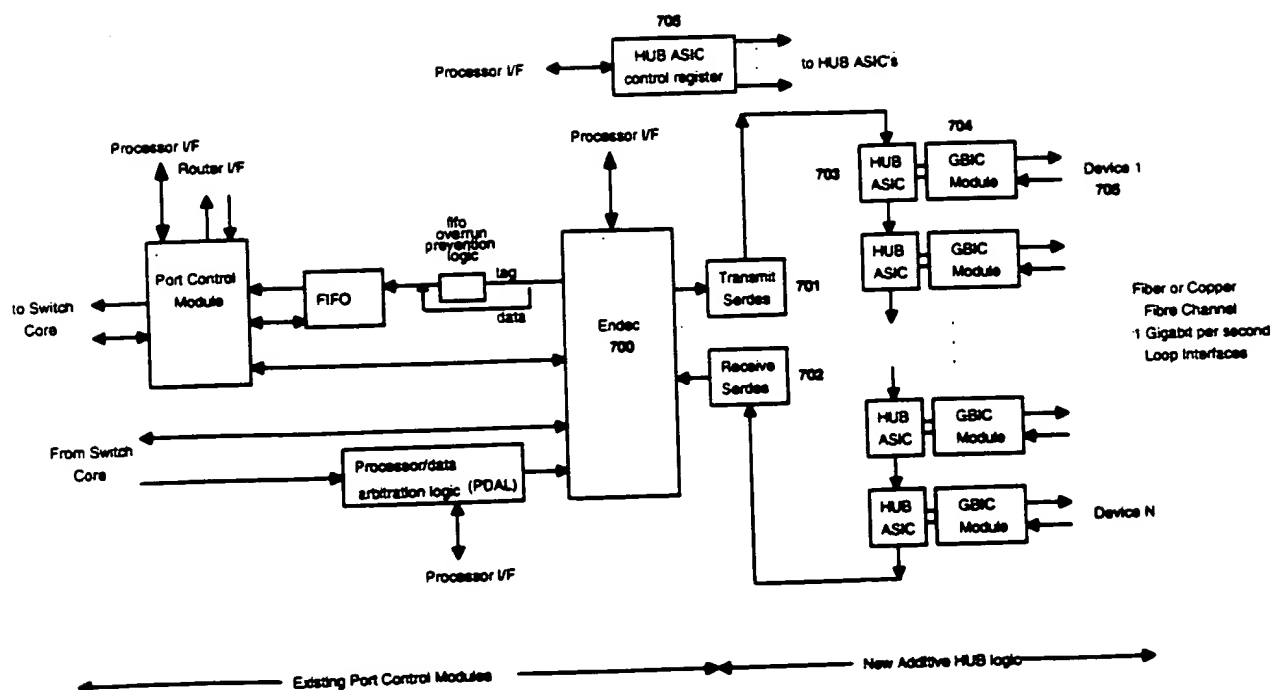 706
HUB ASIC
control register
Processor I/F
to HUB ASIC's
Processor I/F
Router I/F
Processor I/F
704
703
HUB
ASIC
GBIC
Module
Device 1
705
fifo
overrun
prevention
logic
tag
data
HUB
ASIC
GBIC
Module
Port Control
Module
FIFO
to Switch
Core
Endec
700
Transmit
Serdes
701
Fiber or Copper
Fibre Channel
1 Gigabit per second
Loop Interfaces
Receive
Serdes
702
HUB
ASIC
GBIC
Module
From Switch
Core
Processor/data
arbitration logic (PDAL)
HUB
ASIC
GBIC
Module
Device N
Processor I/F
Existing Port Control Modules
New Additive HUB logic